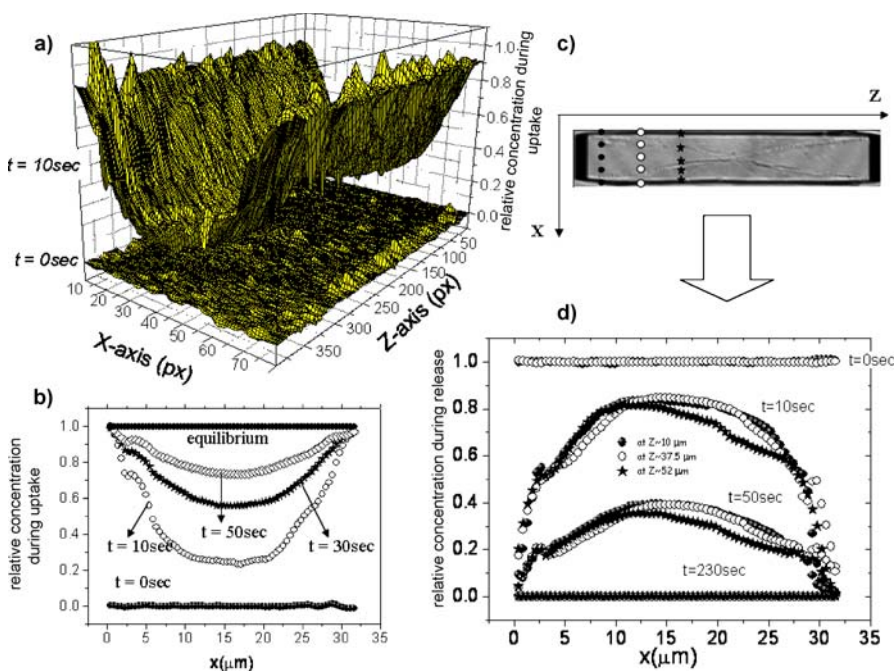 a)
1.0
0.8
0.6
0.4
0.2
0.0
relative concentration during
uptake
t = 10sec
t = 0sec
10
20
30
40
50
60
70
X-axis (px)
50
100
150
200
250
300
350
Z-axis (px)
c)
Z
X
b)
1.0
0.8
0.6
0.4
0.2
0.0
relative concentration
during uptake
equilibrium
t = 50sec
t = 10sec
t = 30sec
t = 0sec
0 5 10 15 20 25 30 35
x(μm)
d)
1.0
0.8
0.6
0.4
0.2
0.0
relative concentration during release
t=0sec
t=10sec
at Z~10 μm
at Z~37.5 μm
at Z~52 μm
t=50sec
t=230sec
0 5 10 15 20 25 30 35
x(μm)